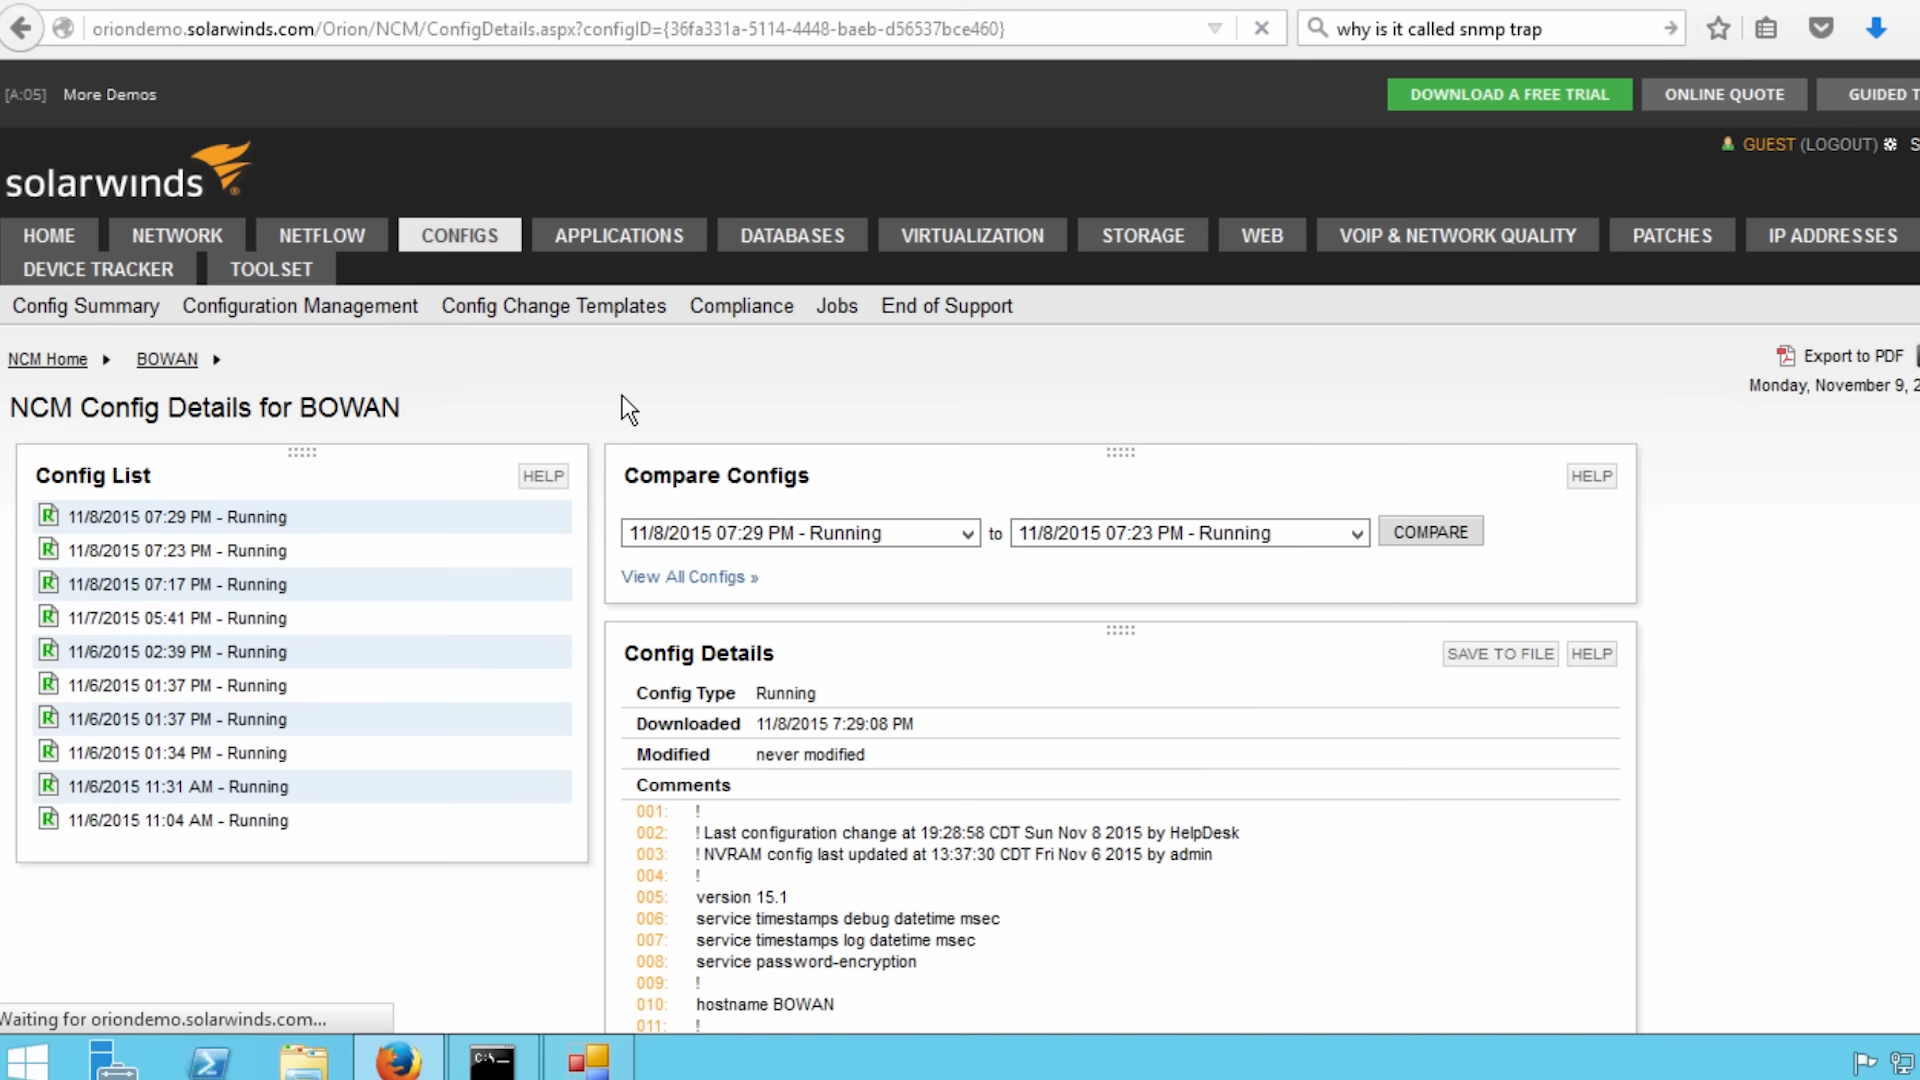 oriondemo.solarwinds.com/Orion/NCM/ConfigDetails.aspx?configID={36fa331a-5114-4448-baeb-d56537bce460}
why is it called snmp trap
[A:05] More Demos
DOWNLOAD A FREE TRIAL
ONLINE QUOTE
GUIDED T
GUEST (LOGOUT) S
solarwinds
HOME NETWORK NETFLOW CONFIGS APPLICATIONS DATABASES VIRTUALIZATION STORAGE WEB VOIP & NETWORK QUALITY PATCHES IP ADDRESSES
DEVICE TRACKER TOOLSET
Config Summary Configuration Management Config Change Templates Compliance Jobs End of Support
NCM Home BOWAN
Export to PDF
Monday, November 9, 2
NCM Config Details for BOWAN
Config List HELP
11/8/2015 07:29 PM - Running
11/8/2015 07:23 PM - Running
11/8/2015 07:17 PM - Running
11/7/2015 05:41 PM - Running
11/6/2015 02:39 PM - Running
11/6/2015 01:37 PM - Running
11/6/2015 01:37 PM - Running
11/6/2015 01:34 PM - Running
11/6/2015 11:31 AM - Running
11/6/2015 11:04 AM - Running
Compare Configs HELP
11/8/2015 07:29 PM - Running to 11/8/2015 07:23 PM - Running COMPARE
View All Configs »
Config Details SAVE TO FILE HELP
Config Type Running
Downloaded 11/8/2015 7:29:08 PM
Modified never modified
Comments
001: !
002: ! Last configuration change at 19:28:58 CDT Sun Nov 8 2015 by HelpDesk
003: ! NVRAM config last updated at 13:37:30 CDT Fri Nov 6 2015 by admin
004: !
005: version 15.1
006: service timestamps debug datetime msec
007: service timestamps log datetime msec
008: service password-encryption
009: !
010: hostname BOWAN
011: !
Waiting for oriondemo.solarwinds.com...
C:\_